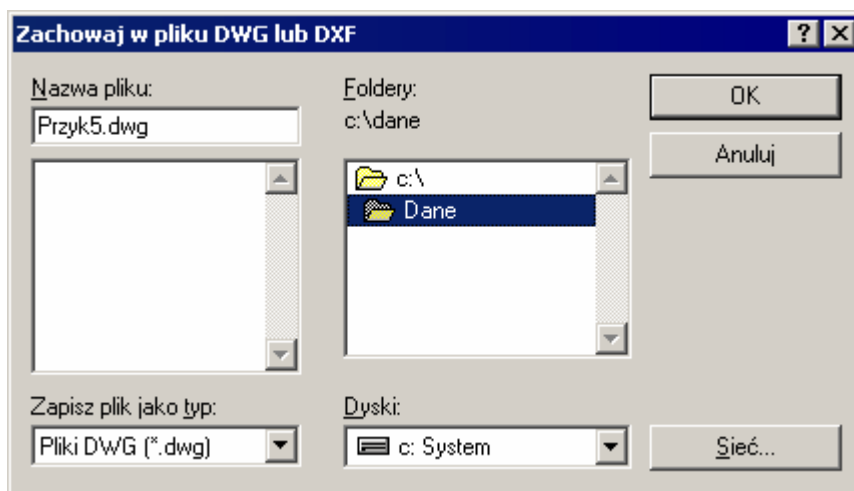 Zachowaj w pliku DWG lub DXF
Nazwa pliku:
Przyk5.dwg
Foldery:
c:\dane
c:\
Dane
OK
Anuluj
Zapisz plik jako typ:
Pliki DWG (*.dwg)
Dyski:
c: System
Sieć...